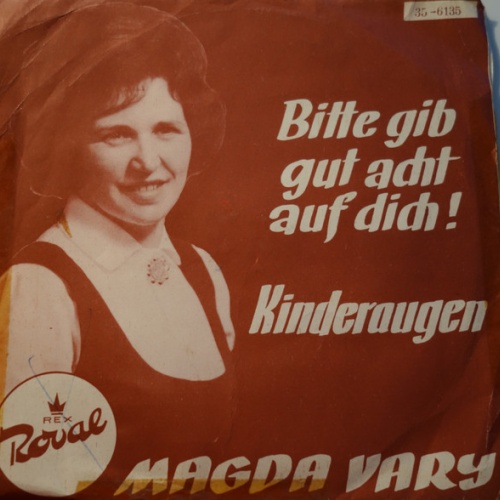 35-6135
Bitte gib
gut acht
auf dich!
Kinderaugen
REX
Royal
MAGDA VARY